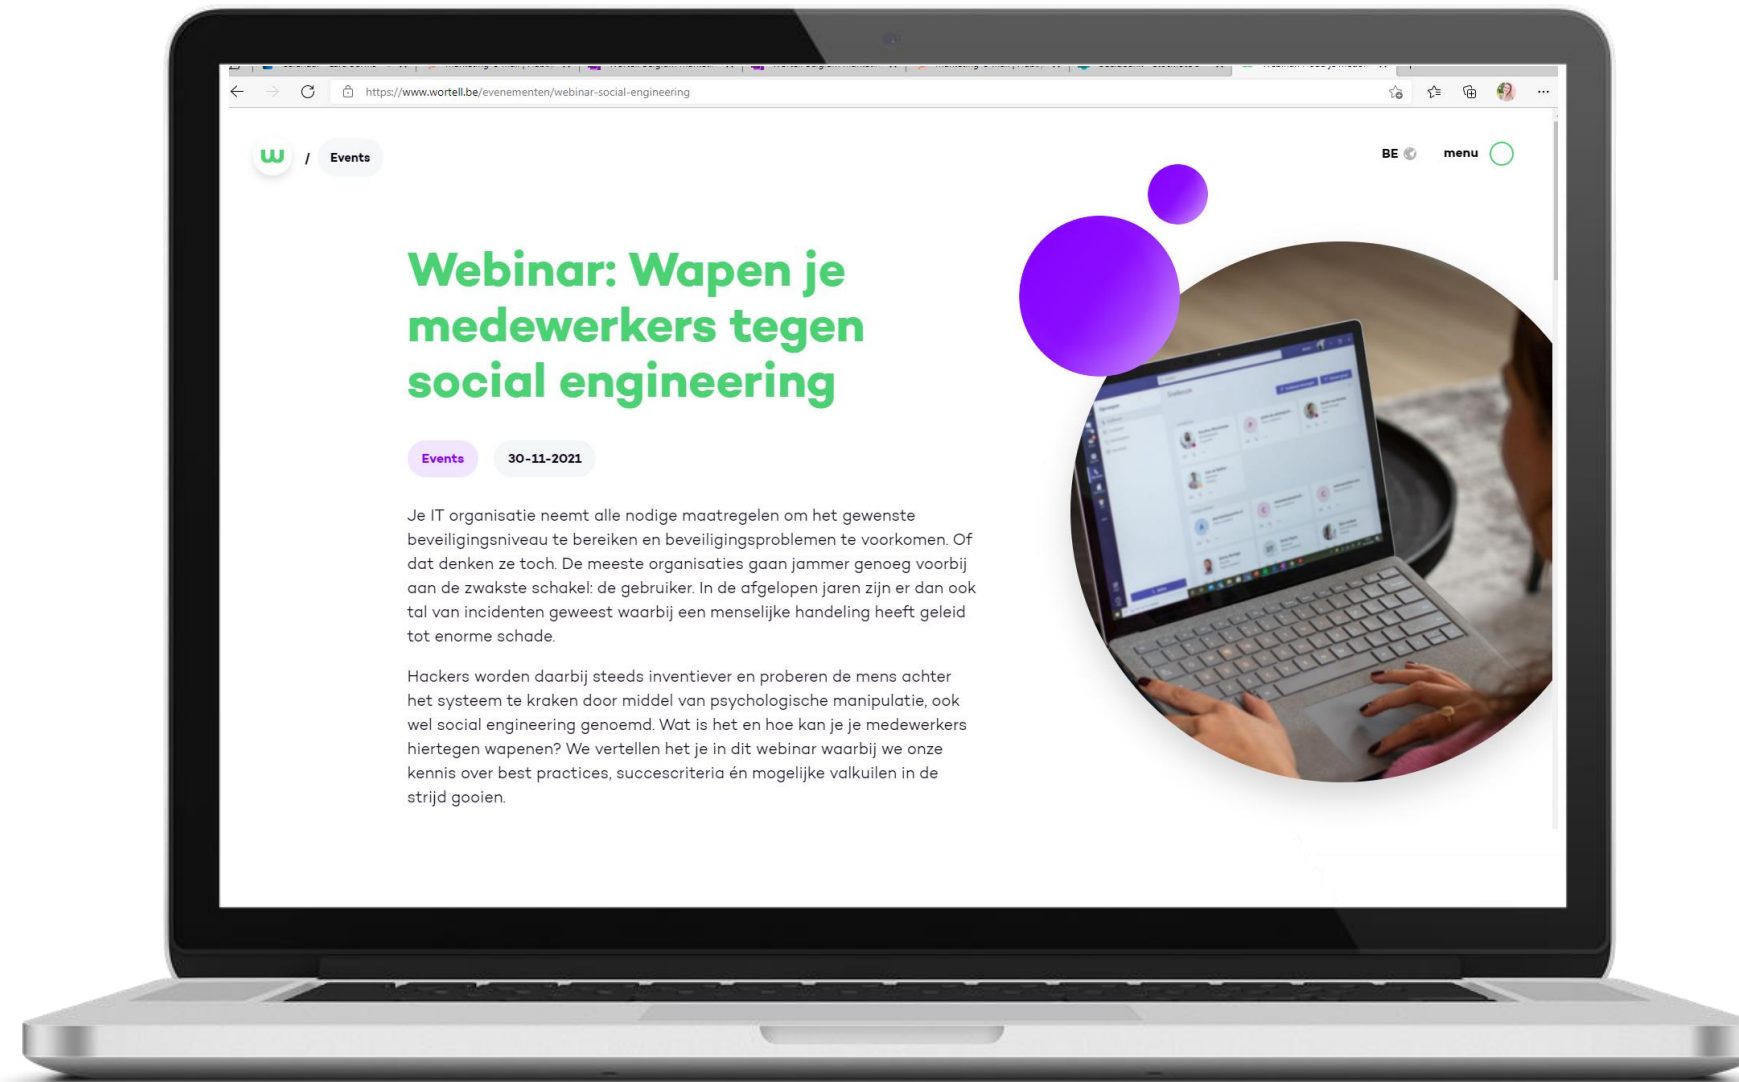 https://www.wortell.be/evenementen/webinar-social-engineering
w / Events
BE menu
Webinar: Wapen je
medewerkers tegen
social engineering
Events 30-11-2021
Je IT organisatie neemt alle nodige maatregelen om het gewenste
beveiligingsniveau te bereiken en beveiligingsproblemen te voorkomen. Of
dat denken ze toch. De meeste organisaties gaan jammer genoeg voorbij
aan de zwakste schakel: de gebruiker. In de afgelopen jaren zijn er dan ook
tal van incidenten geweest waarbij een menselijke handeling heeft geleid
tot enorme schade.
Hackers worden daarbij steeds inventiever en proberen de mens achter
het systeem te kraken door middel van psychologische manipulatie, ook
wel social engineering genoemd. Wat is het en hoe kan je je medewerkers
hiertegen wapenen? We vertellen het je in dit webinar waarbij we onze
kennis over best practices, succescriteria én mogelijke valkuilen in de
strijd gooien.